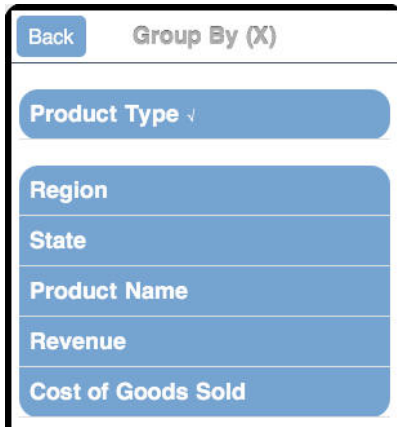 Back Group By (X)
Product Type √
Region
State
Product Name
Revenue
Cost of Goods Sold